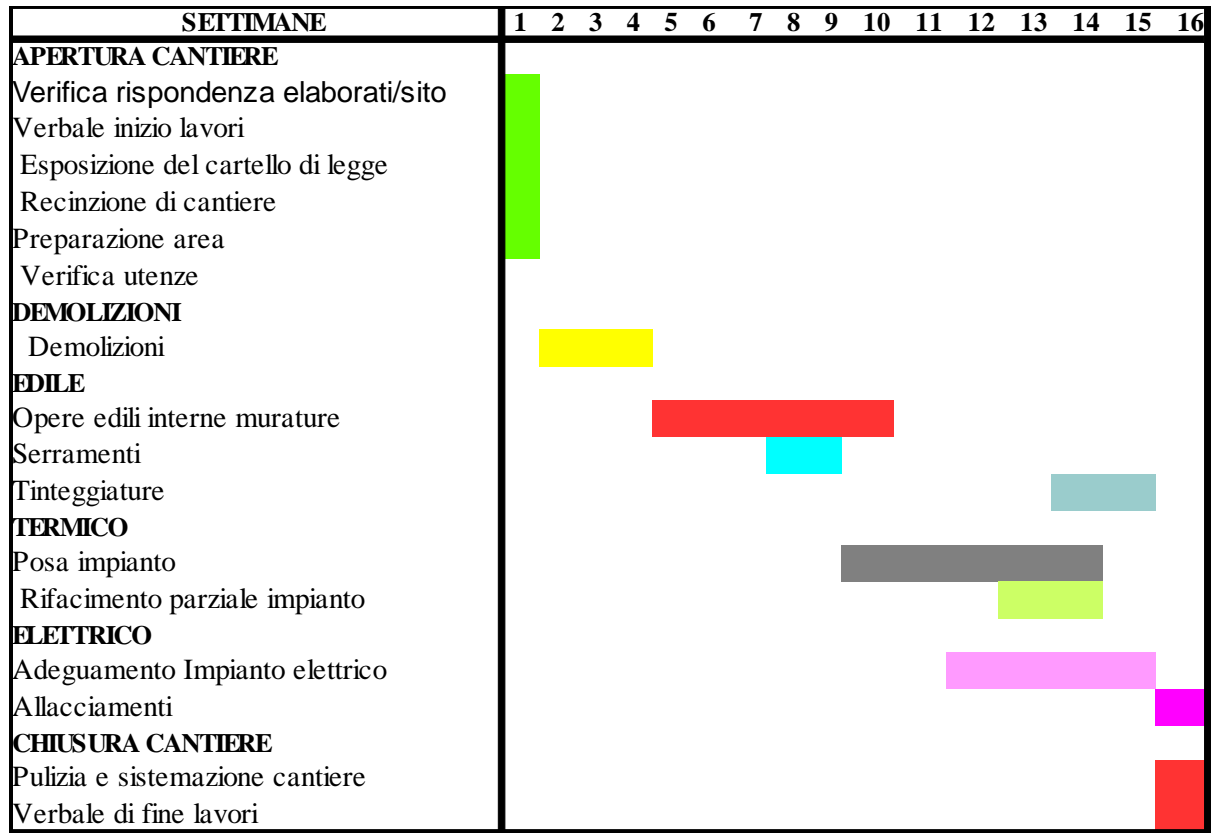 SETTIMANE 1 2 3 4 5 6 7 8 9 10 11 12 13 14 15 16
APERTURA CANTIERE
Verifica rispondenza elaborati/sito
Verbale inizio lavori
Esposizione del cartello di legge
Recinzione di cantiere
Preparazione area
Verifica utenze
DEMOLIZIONI
Demolizioni
EDILE
Opere edili interne murature
Serramenti
Tinteggiature
TERMICO
Posa impianto
Rifacimento parziale impianto
ELETTRICO
Adeguamento Impianto elettrico
Allacciamenti
CHIUSURA CANTIERE
Pulizia e sistemazione cantiere
Verbale di fine lavori